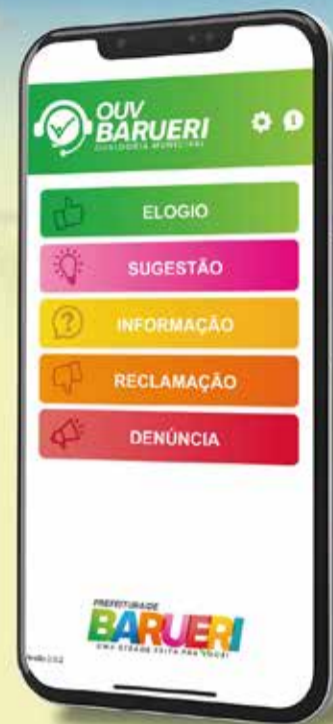 OUV
BARUERI
OUVIDORIA MUNICIPAL
ELOGIO
SUGESTÃO
INFORMAÇÃO
RECLAMAÇÃO
DENÚNCIA
PREFEITURA DE
BARUERI
UMA CIDADE FEITA PRA VOCÊ!